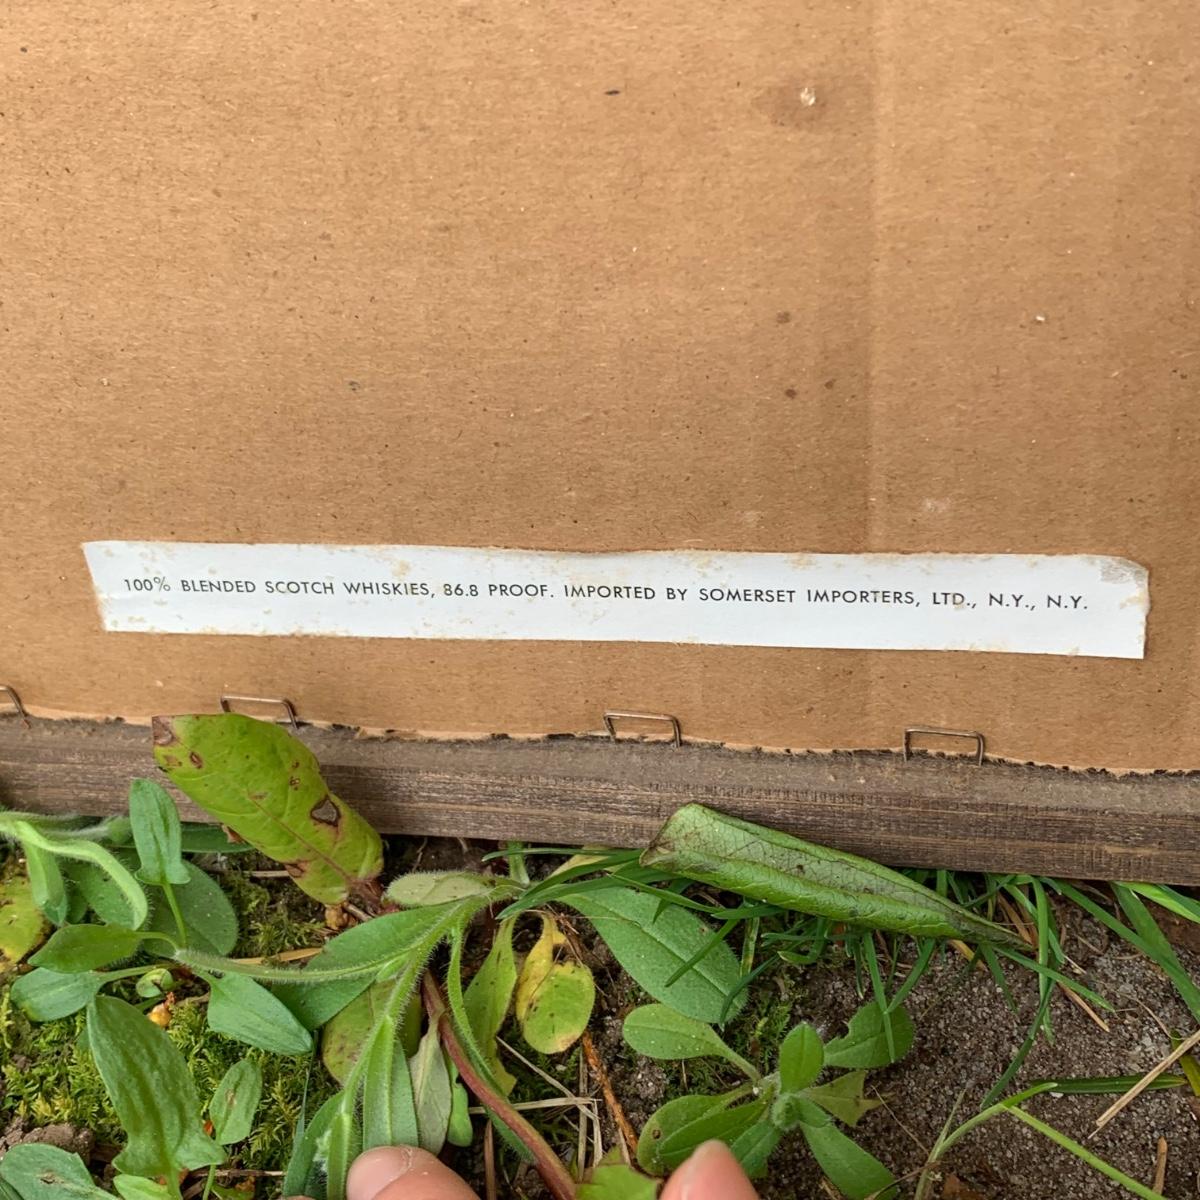 100% BLENDED SCOTCH WHISKIES, 86.8 PROOF. IMPORTED BY SOMERSET IMPORTERS, LTD., N.Y., N.Y.